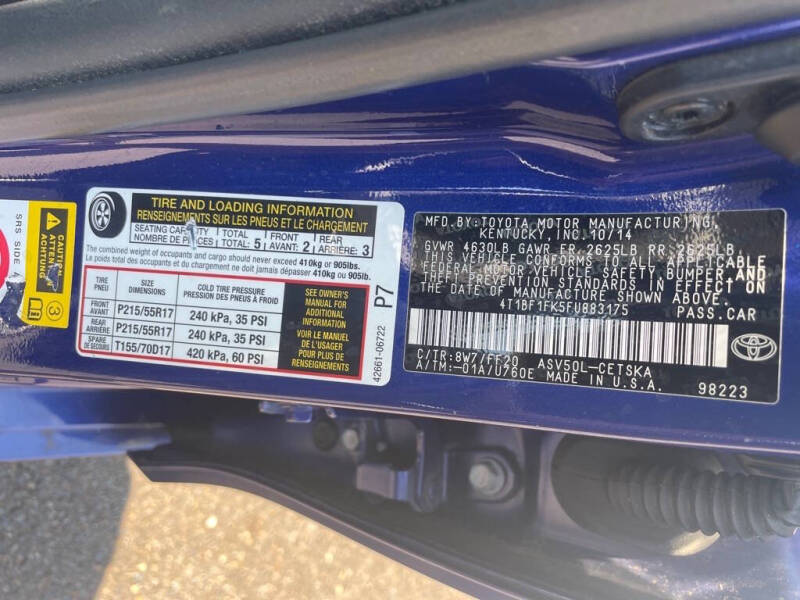 SRS SIDE A
CAUTION
ATTENTION
ACHTUNG
3
TIRE AND LOADING INFORMATION
RENSEIGNEMENTS SUR LES PNEUS ET LE CHARGEMENT
SEATING CAPACITY
NOMBRE DE PLACES
TOTAL
TOTAL: 5
FRONT
AVANT: 2
REAR
ARRIÈRE: 3
The combined weight of occupants and cargo should never exceed 410kg or 905lbs.
Le poids total des occupants et du chargement ne doit jamais dépasser 410kg ou 905lb.
TIRE
PNEU
SIZE
DIMENSIONS
COLD TIRE PRESSURE
PRESSION DES PNEUS À FROID
FRONT
AVANT
P215/55R17
240 kPa, 35 PSI
REAR
ARRIÈRE
P215/55R17
240 kPa, 35 PSI
SPARE
DE SECOURS
T155/70D17
420 kPa, 60 PSI
SEE OWNER'S
MANUAL FOR
ADDITIONAL
INFORMATION
VOIR LE MANUEL
DE L'USAGER
POUR PLUS DE
RENSEIGNEMENTS
P7
42661-06722
MFD. BY: TOYOTA MOTOR MANUFACTURING,
KENTUCKY, INC. 10/14
GVWR 4630LB GAWR FR. 2625LB RR. 2625LB
THIS VEHICLE CONFORMS TO ALL APPLICABLE
FEDERAL MOTOR VEHICLE SAFETY, BUMPER, AND
THEFT PREVENTION STANDARDS IN EFFECT ON
THE DATE OF MANUFACTURE SHOWN ABOVE.
4T1BF1FK5FU883175 PASS.CAR
C/TR: 8W7/FF20 ASV50L-CETSKA
A/TM: -01A/U760E MADE IN U.S.A.
98223